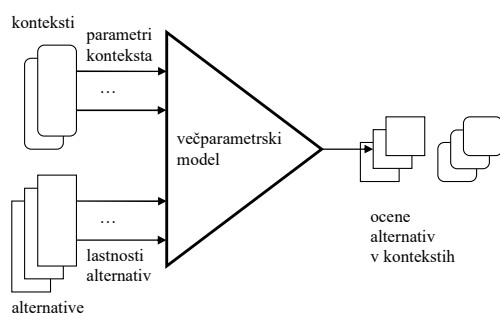 konteksti
parametri
konteksta
…
večparametrski
model
…
lastnosti
alternativ
alternative
ocene
alternativ
v kontekstih